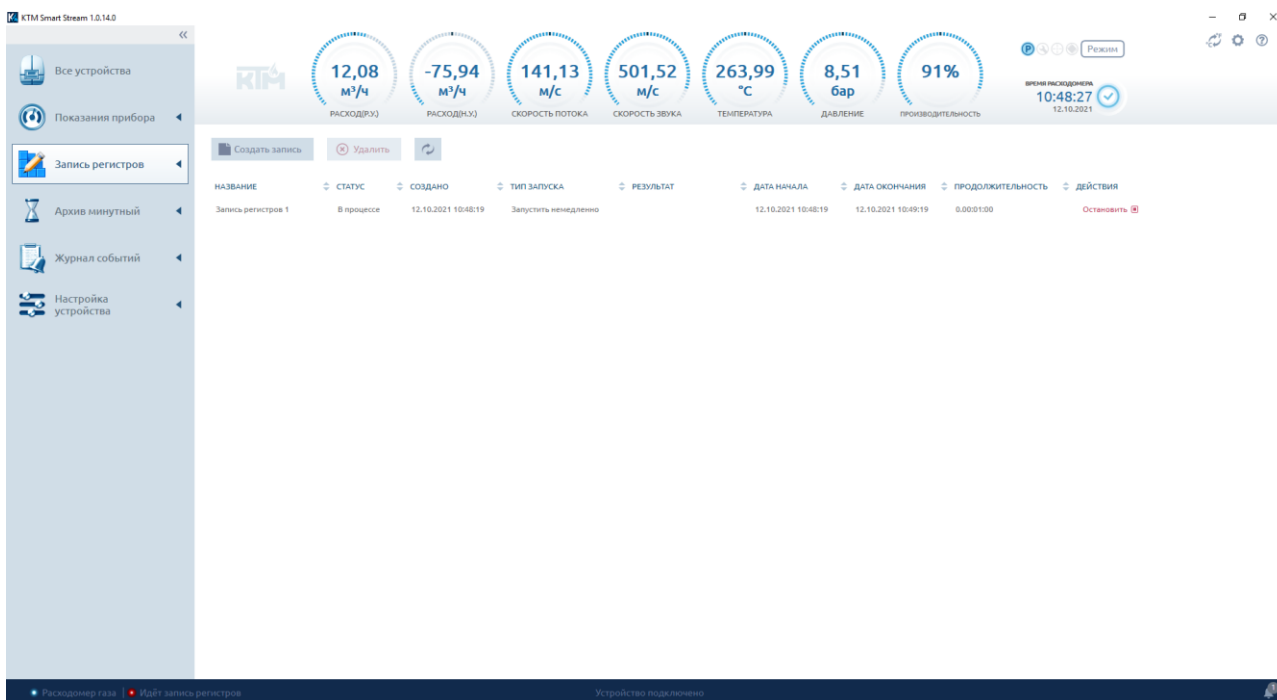 KTM Smart Stream 1.0.14.0
«
Все устройства
Показания прибора
Запись регистров
Архив минутный
Журнал событий
Настройка
устройства
КТМ
12,08
м³/ч
РАСХОД(Р.У.)
-75,94
м³/ч
РАСХОД(Н.У.)
141,13
м/с
СКОРОСТЬ ПОТОКА
501,52
м/с
СКОРОСТЬ ЗВУКА
263,99
°C
ТЕМПЕРАТУРА
8,51
бар
ДАВЛЕНИЕ
91%
ПРОИЗВОДИТЕЛЬНОСТЬ
P Режим
ВРЕМЯ РАСХОДОМЕРА
10:48:27
12.10.2021
Создать запись Удалить
НАЗВАНИЕ СТАТУС СОЗДАНО ТИП ЗАПУСКА РЕЗУЛЬТАТ ДАТА НАЧАЛА ДАТА ОКОНЧАНИЯ ПРОДОЛЖИТЕЛЬНОСТЬ ДЕЙСТВИЯ
Запись регистров 1 В процессе 12.10.2021 10:48:19 Запустить немедленно 12.10.2021 10:48:19 12.10.2021 10:49:19 0.00:01:00 Остановить
Расходомер газа Идёт запись регистров Устройство подключено